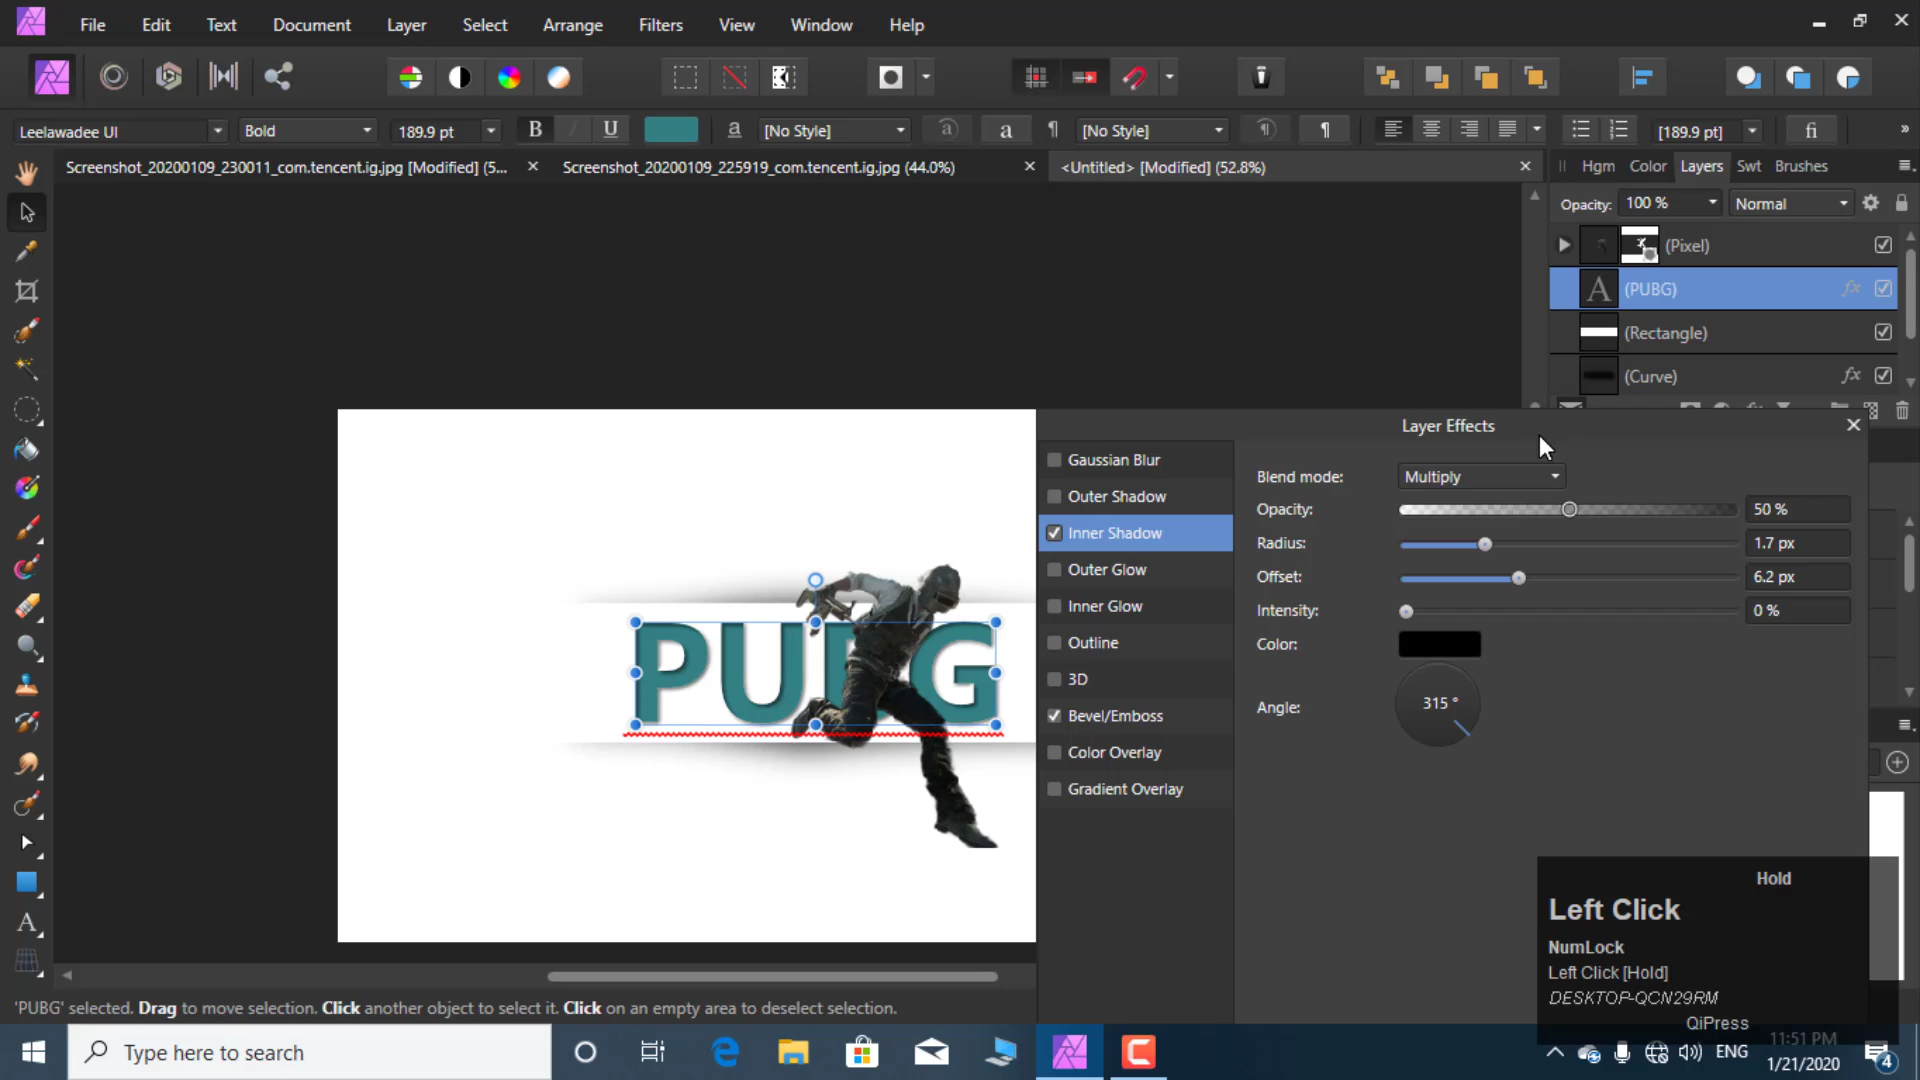 File Edit Text Document Layer Select Arrange Filters View Window Help
Leelawadee UI Bold 189.9 pt B U a [No Style] a a ¶ [No Style] ¶ ¶ [189.9 pt] fi »
Screenshot_20200109_230011_com.tencent.ig.jpg [Modified] (5... Screenshot_20200109_225919_com.tencent.ig.jpg (44.0%) <Untitled> [Modified] (52.8%)
Hgm Color Layers Swt Brushes
Opacity: 100 % Normal
(Pixel)
A (PUBG) fx
(Rectangle)
(Curve) fx
Layer Effects
Gaussian Blur
Outer Shadow
Inner Shadow
Outer Glow
Inner Glow
Outline
3D
Bevel/Emboss
Color Overlay
Gradient Overlay
Blend mode: Multiply
Opacity: 50 %
Radius: 1.7 px
Offset: 6.2 px
Intensity: 0 %
Color:
Angle: 315 °
PUBG
A
Hold
Left Click
NumLock
Left Click [Hold]
DESKTOP-QCN29RM
QiPress
'PUBG' selected. Drag to move selection. Click another object to select it. Click on an empty area to deselect selection.
Type here to search
ENG
11:51 PM
1/21/2020
4